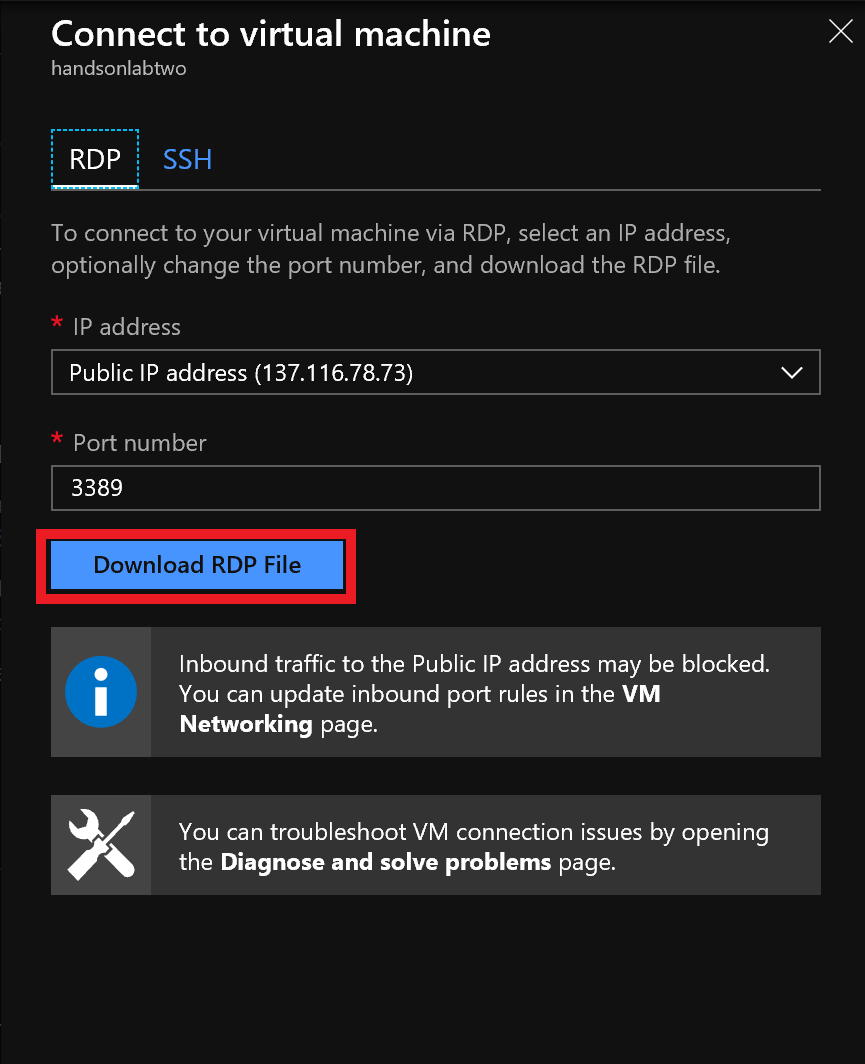 Connect to virtual machine
handsonlabtwo
RDP SSH
To connect to your virtual machine via RDP, select an IP address,
optionally change the port number, and download the RDP file.
* IP address
Public IP address (137.116.78.73)
* Port number
3389
Download RDP File
Inbound traffic to the Public IP address may be blocked.
You can update inbound port rules in the VM
Networking page.
You can troubleshoot VM connection issues by opening
the Diagnose and solve problems page.